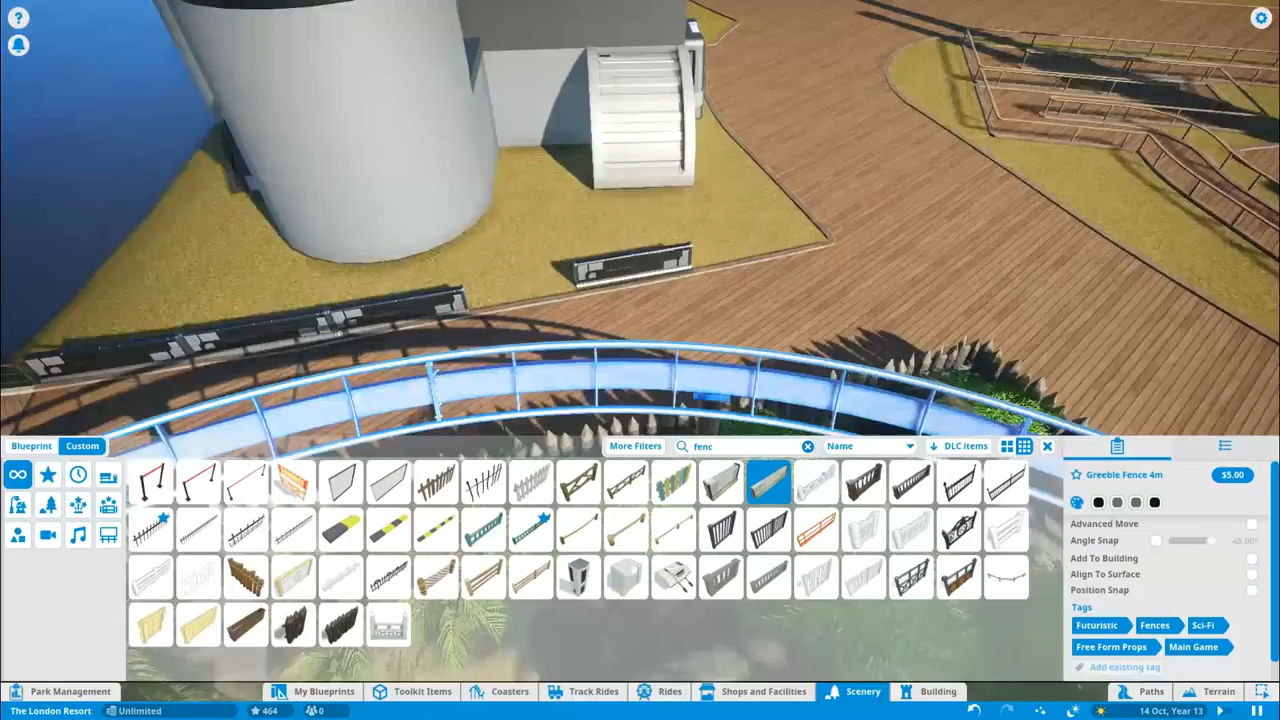 Blueprint
Custom
More Filters
fenc
Name
DLC items
Greeble Fence 4m
$5.00
Advanced Move
Angle Snap
45.00°
Add To Building
Align To Surface
Position Snap
Tags
Futuristic
Fences
Sci-Fi
Free Form Props
Main Game
Add existing tag
Park Management
My Blueprints
Toolkit Items
Coasters
Track Rides
Rides
Shops and Facilities
Scenery
Building
Paths
Terrain
The London Resort
Unlimited
464
0
14 Oct, Year 13